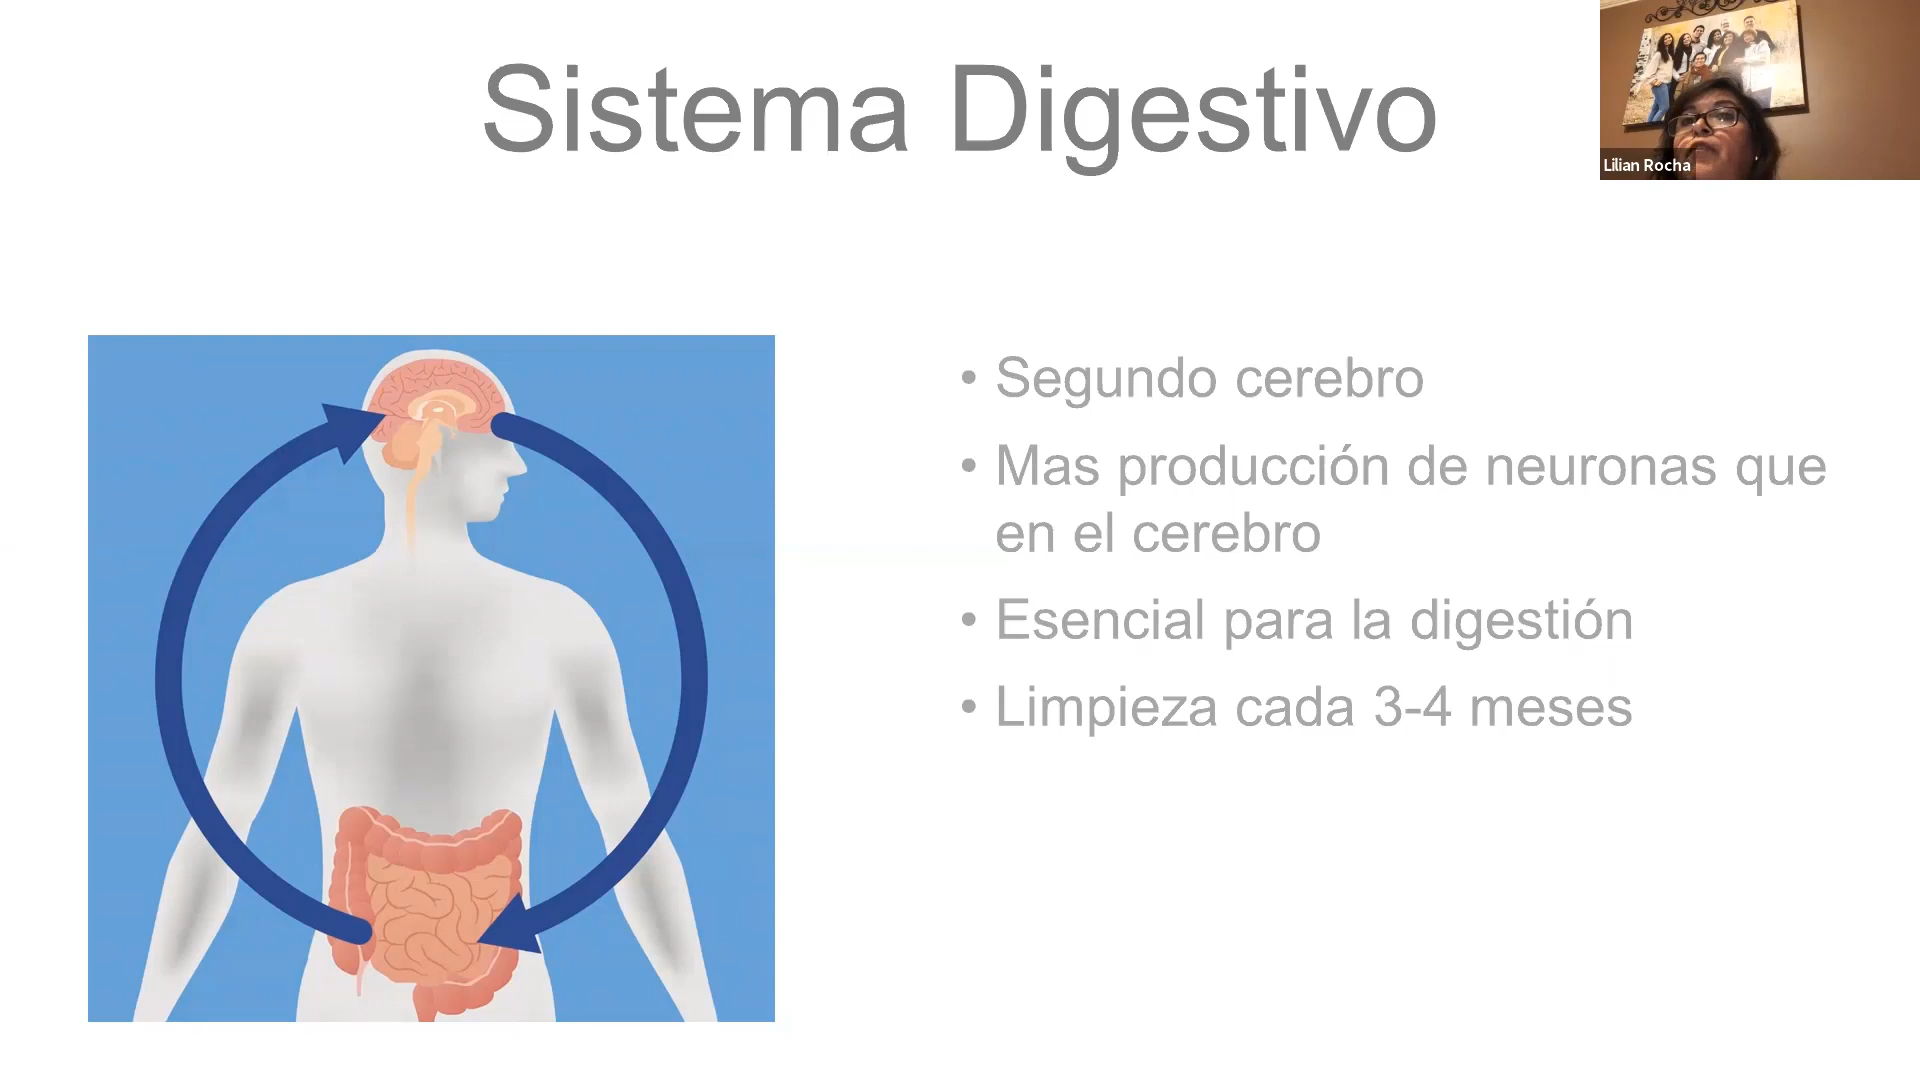 Sistema Digestivo
Lilian Rocha
• Segundo cerebro
• Mas producción de neuronas que
en el cerebro
• Esencial para la digestión
• Limpieza cada 3-4 meses